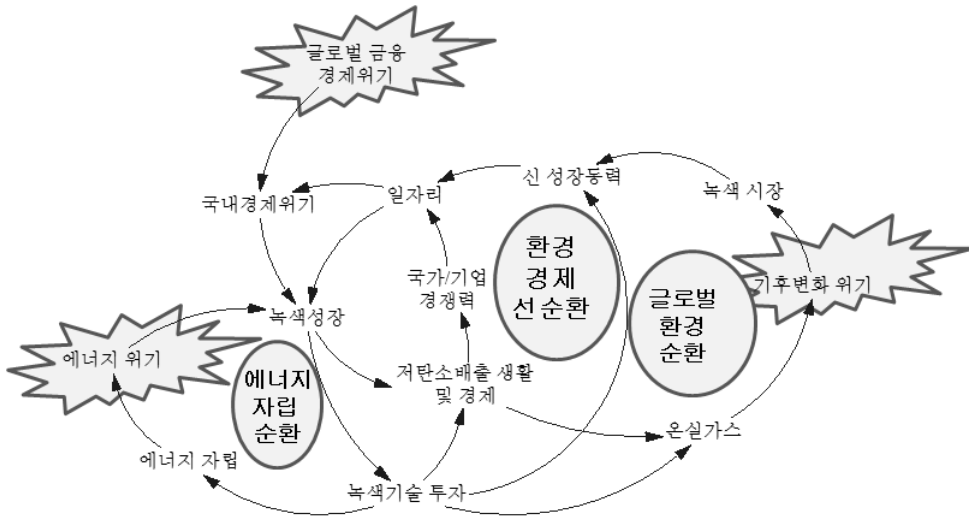 글로벌 금융
경제위기
국내경제위기
일자리
신 성장동력
녹색 시장
환경
경제
선순환
국가/기업
경쟁력
글로벌
환경
순환
기후변화 위기
녹색성장
에너지 위기
에너지
자립
순환
저탄소배출 생활
및 경제
온실가스
에너지 자립
녹색기술 투자